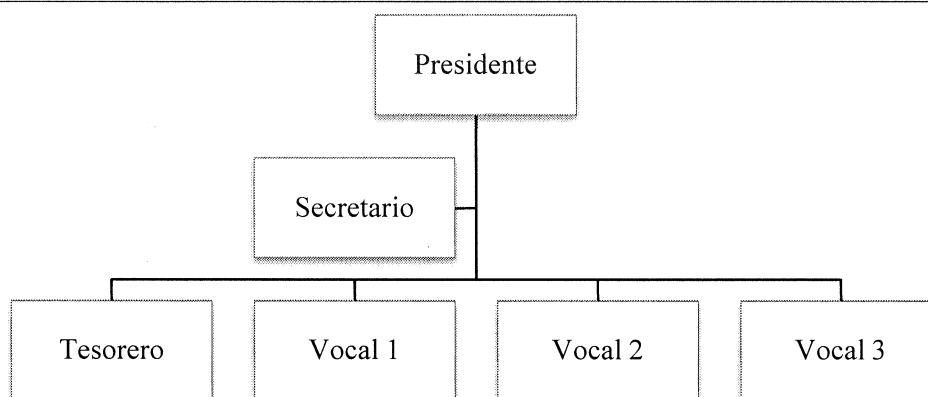 Presidente
Secretario
Tesorero
Vocal 1
Vocal 2
Vocal 3